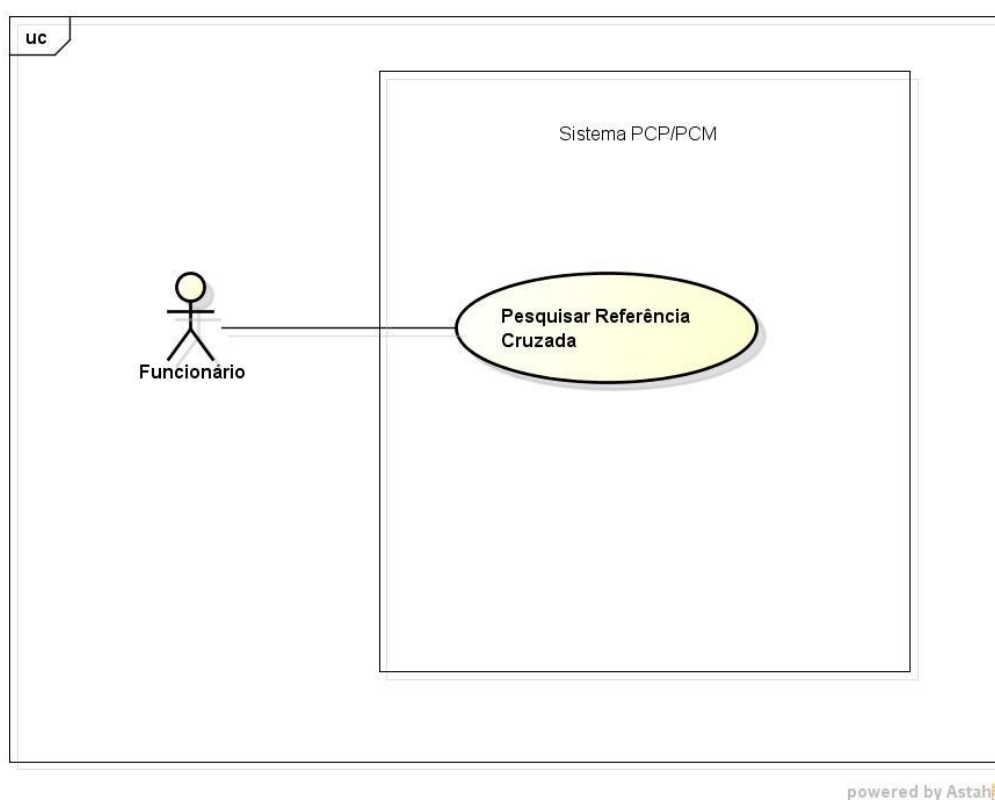 uc
Sistema PCP/PCM
Pesquisar Referência
Cruzada
Funcionário
powered by Astah